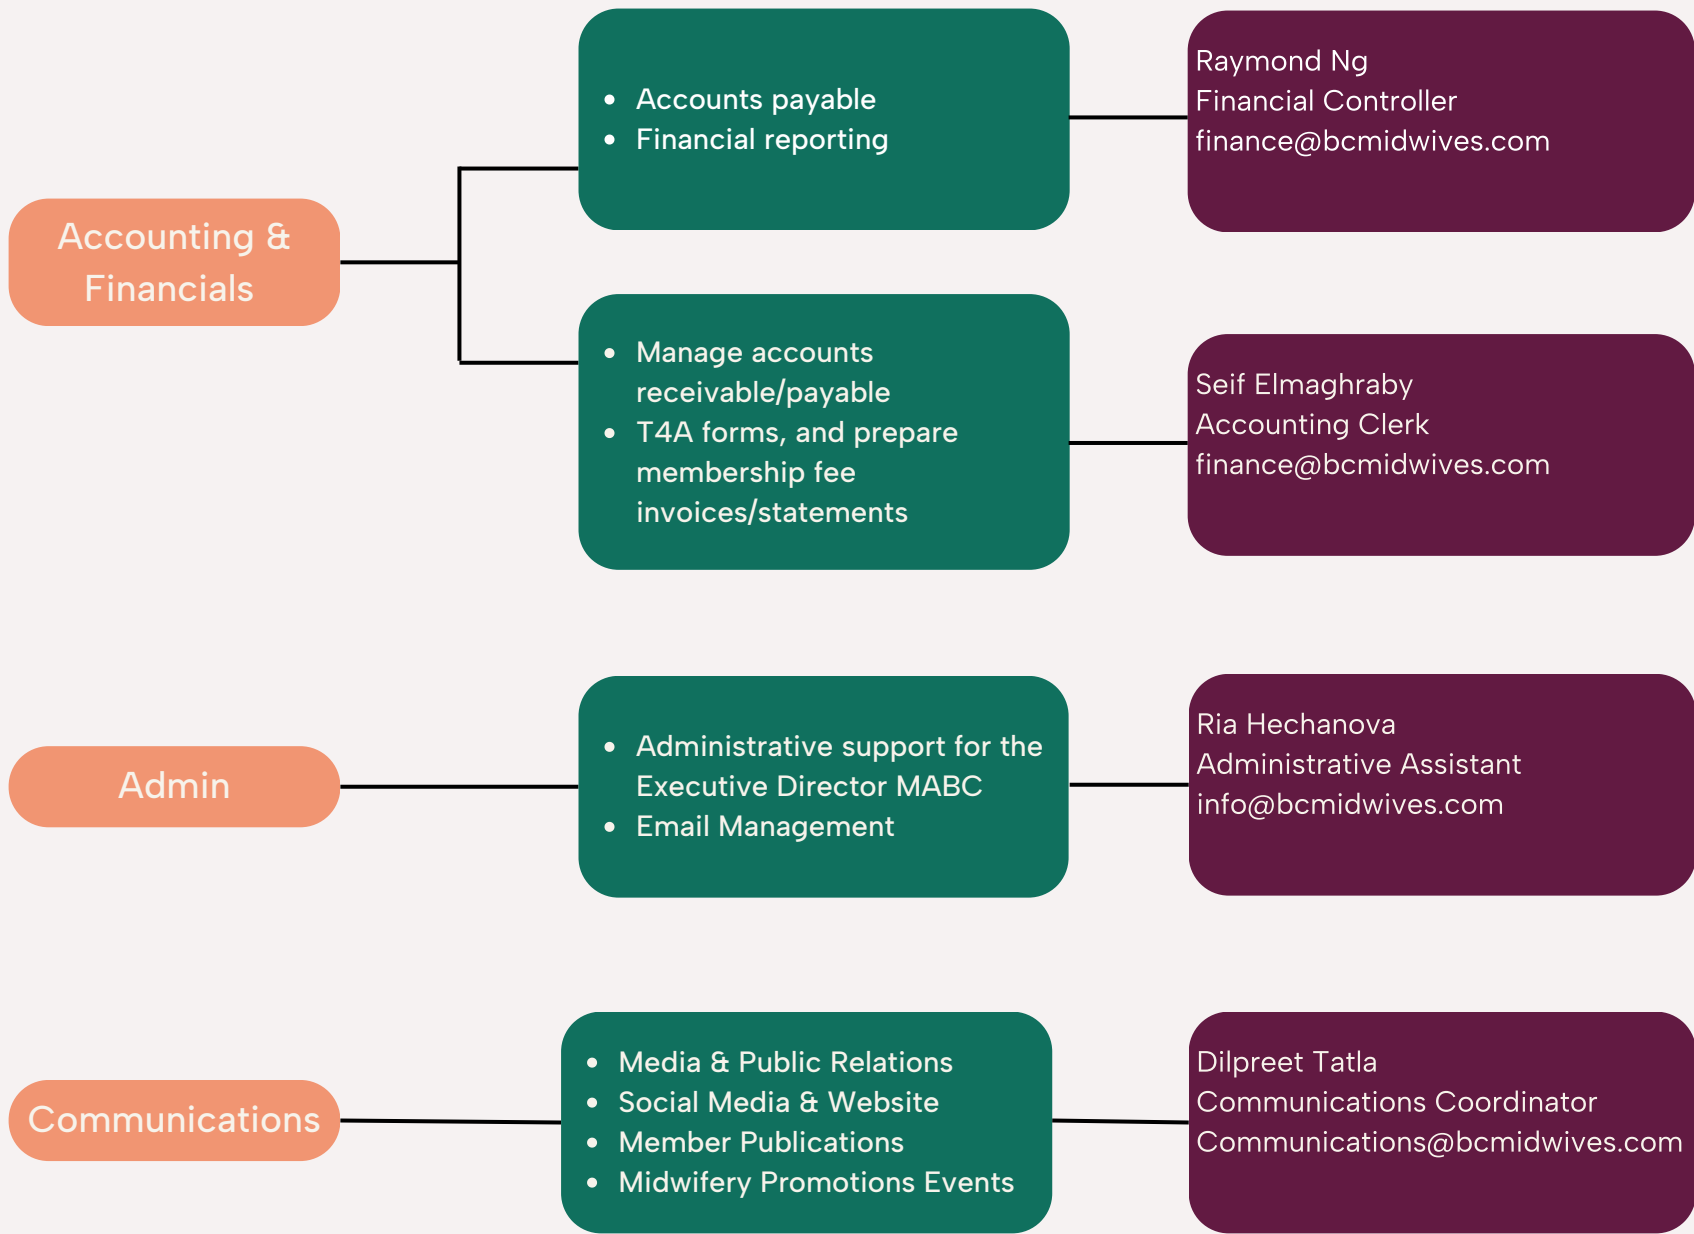 Accounting &
Financials
• Accounts payable
• Financial reporting
Raymond Ng
Financial Controller
finance@bcmidwives.com
• Manage accounts
receivable/payable
• T4A forms, and prepare
membership fee
invoices/statements
Seif Elmaghraby
Accounting Clerk
finance@bcmidwives.com
Admin
• Administrative support for the
Executive Director MABC
• Email Management
Ria Hechanova
Administrative Assistant
info@bcmidwives.com
Communications
• Media & Public Relations
• Social Media & Website
• Member Publications
• Midwifery Promotions Events
Dilpreet Tatla
Communications Coordinator
Communications@bcmidwives.com